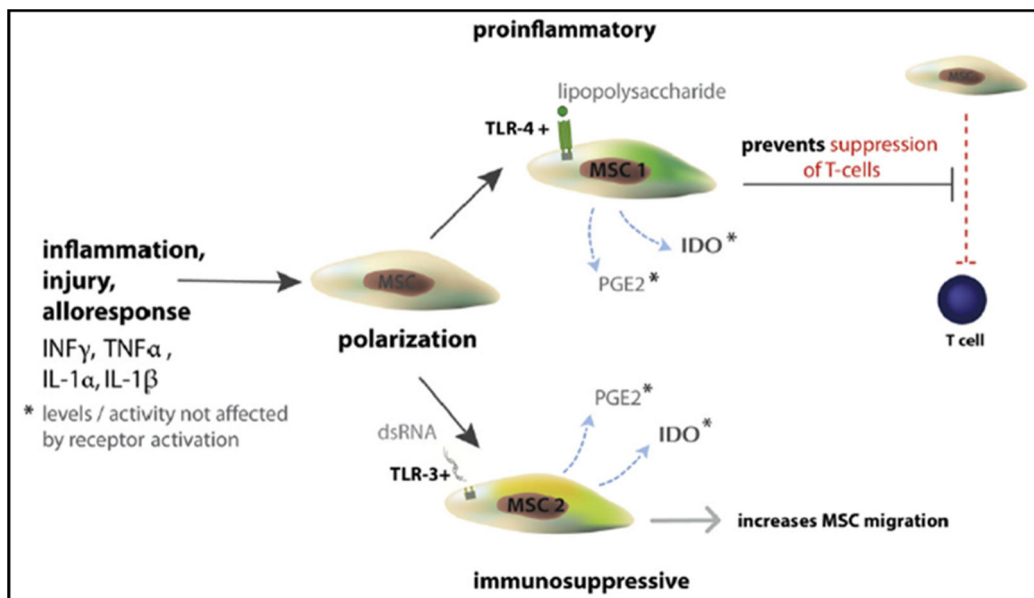 proinflammatory
MSC
lipopolysaccharide
TLR-4 +
MSC 1
prevents suppression
of T-cells
IDO*
PGE2*
T cell
inflammation,
injury,
alloresponse
INFγ, TNFα ,
IL-1α, IL-1β
* levels / activity not affected
by receptor activation
MSC
polarization
PGE2*
IDO*
dsRNA
TLR-3+
MSC 2
increases MSC migration
immunosuppressive